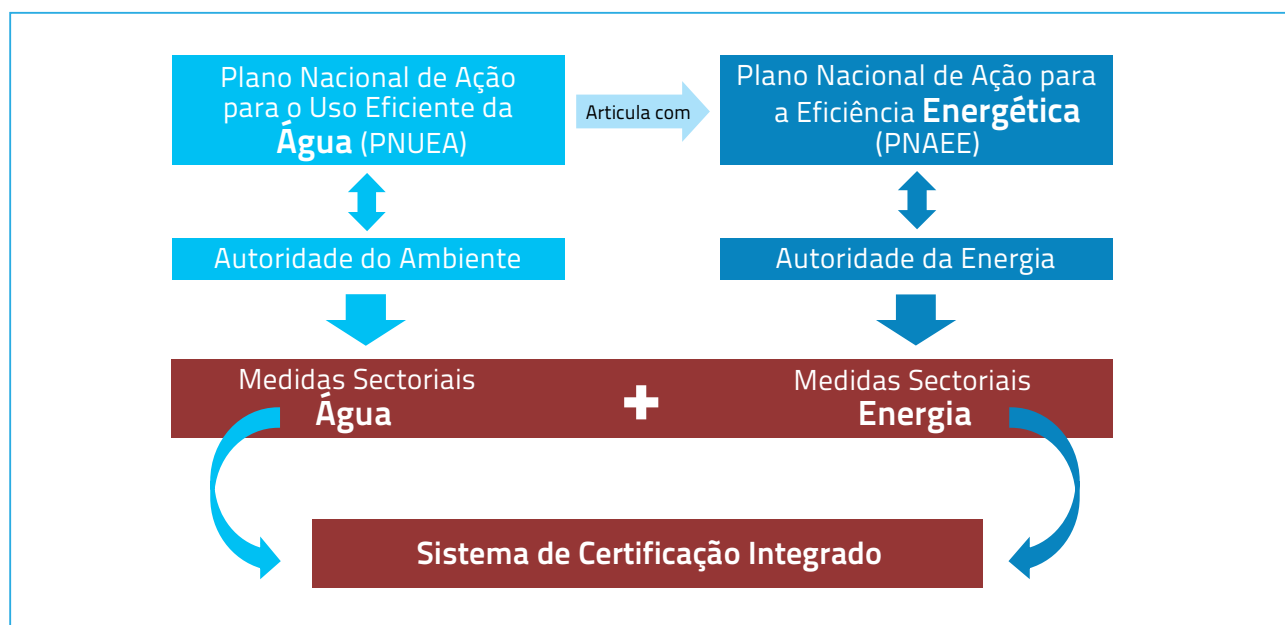 Plano Nacional de Ação
para o Uso Eficiente da
Água (PNUEA)
Articula com
Plano Nacional de Ação para
a Eficiência Energética
(PNAEE)
Autoridade do Ambiente
Autoridade da Energia
Medidas Sectoriais
Água
+
Medidas Sectoriais
Energia
Sistema de Certificação Integrado